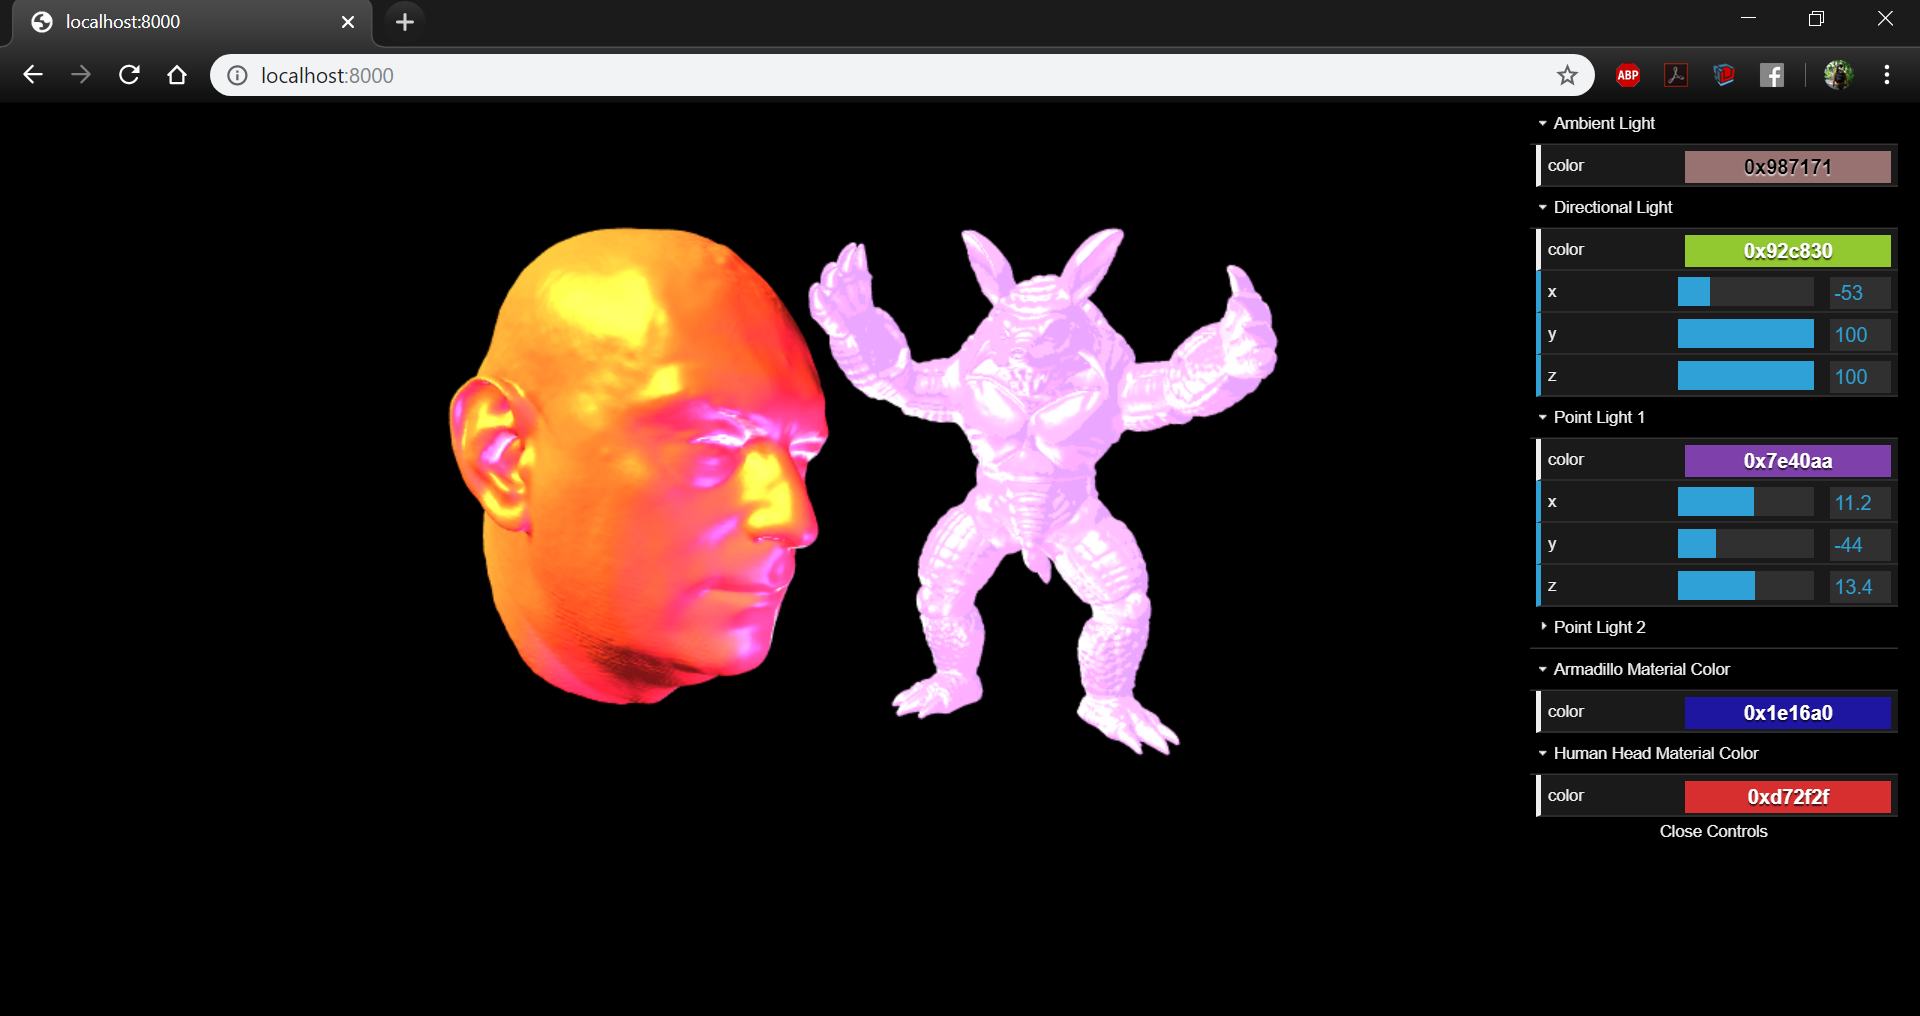 localhost:8000
localhost:8000
ABP
Ambient Light
color 0x987171
Directional Light
color 0x92c830
x -53
y 100
z 100
Point Light 1
color 0x7e40aa
x 11.2
y -44
z 13.4
Point Light 2
Armadillo Material Color
color 0x1e16a0
Human Head Material Color
color 0xd72f2f
Close Controls